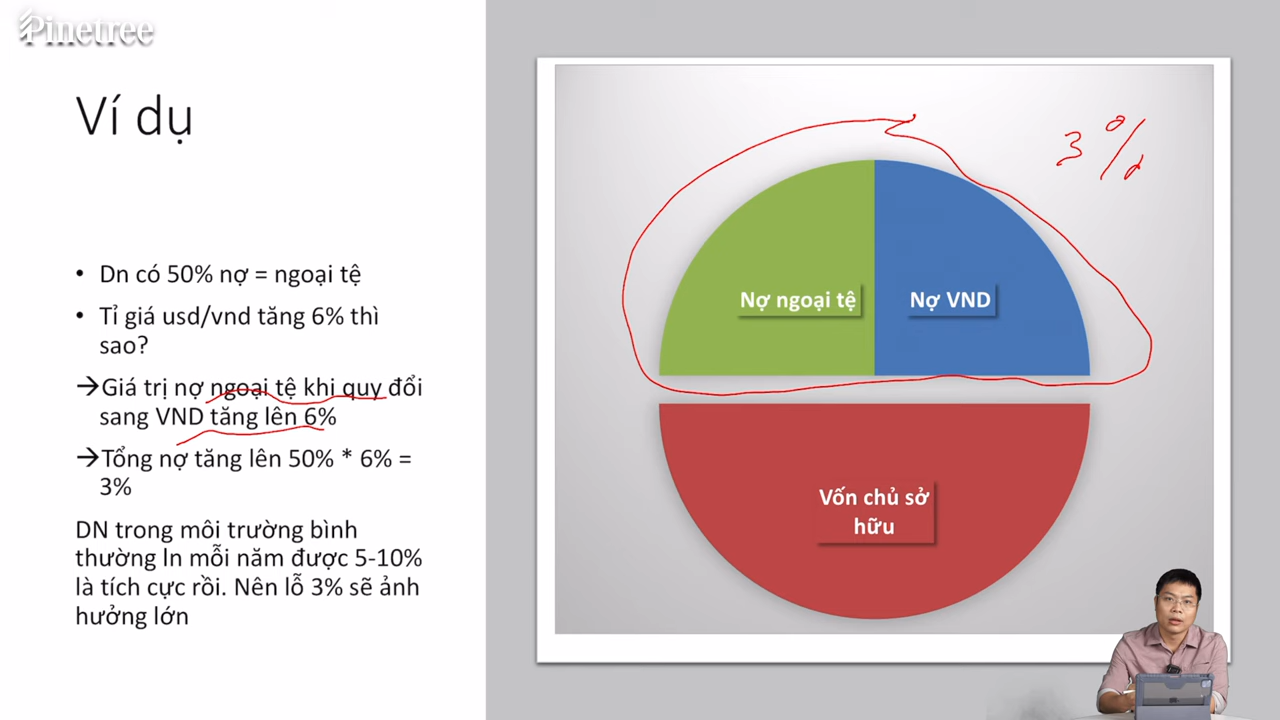 Pinetree
Ví dụ
• Dn có 50% nợ = ngoại tệ
• Tỉ giá usd/vnd tăng 6% thì
sao?
→Giá trị nợ ngoại tệ khi quy đổi
sang VND tăng lên 6%
→Tổng nợ tăng lên 50% * 6% =
3%
DN trong môi trường bình
thường ln mỗi năm được 5-10%
là tích cực rồi. Nên lỗ 3% sẽ ảnh
hưởng lớn
3%
Nợ ngoại tệ
Nợ VND
Vốn chủ sở
hữu